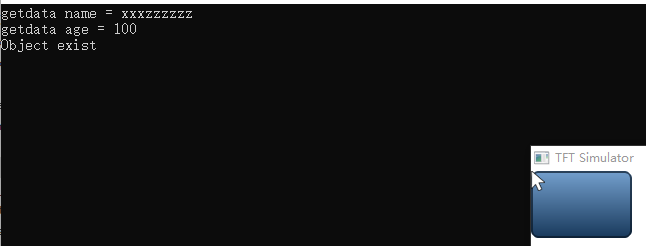 getdata name = xxxzzzzzz
getdata age = 100
Object exist
TFT Simulator